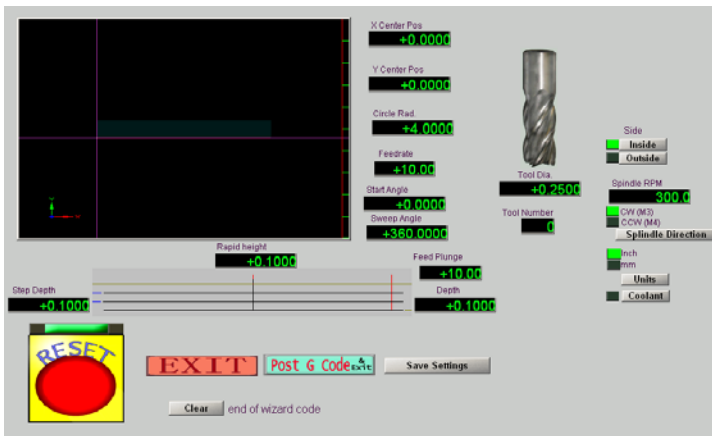 X Center Pos
+0.0000
Y Center Pos
+0.0000
Circle Rad.
+4.0000
Feedrate
+10.00
Start Angle
+0.0000
Sweep Angle
+360.0000
Tool Dia.
+0.2500
Tool Number
0
Side
Inside
Outside
Spindle RPM
300.0
CW (M3)
CCW (M4)
Splindle Direction
Inch
mm
Units
Coolant
Rapid height
+0.1000
Feed Plunge
+10.00
Step Depth
+0.1000
Depth
+0.1000
RESET
EXIT
Post G Code & Exit
Save Settings
Clear
end of wizard code